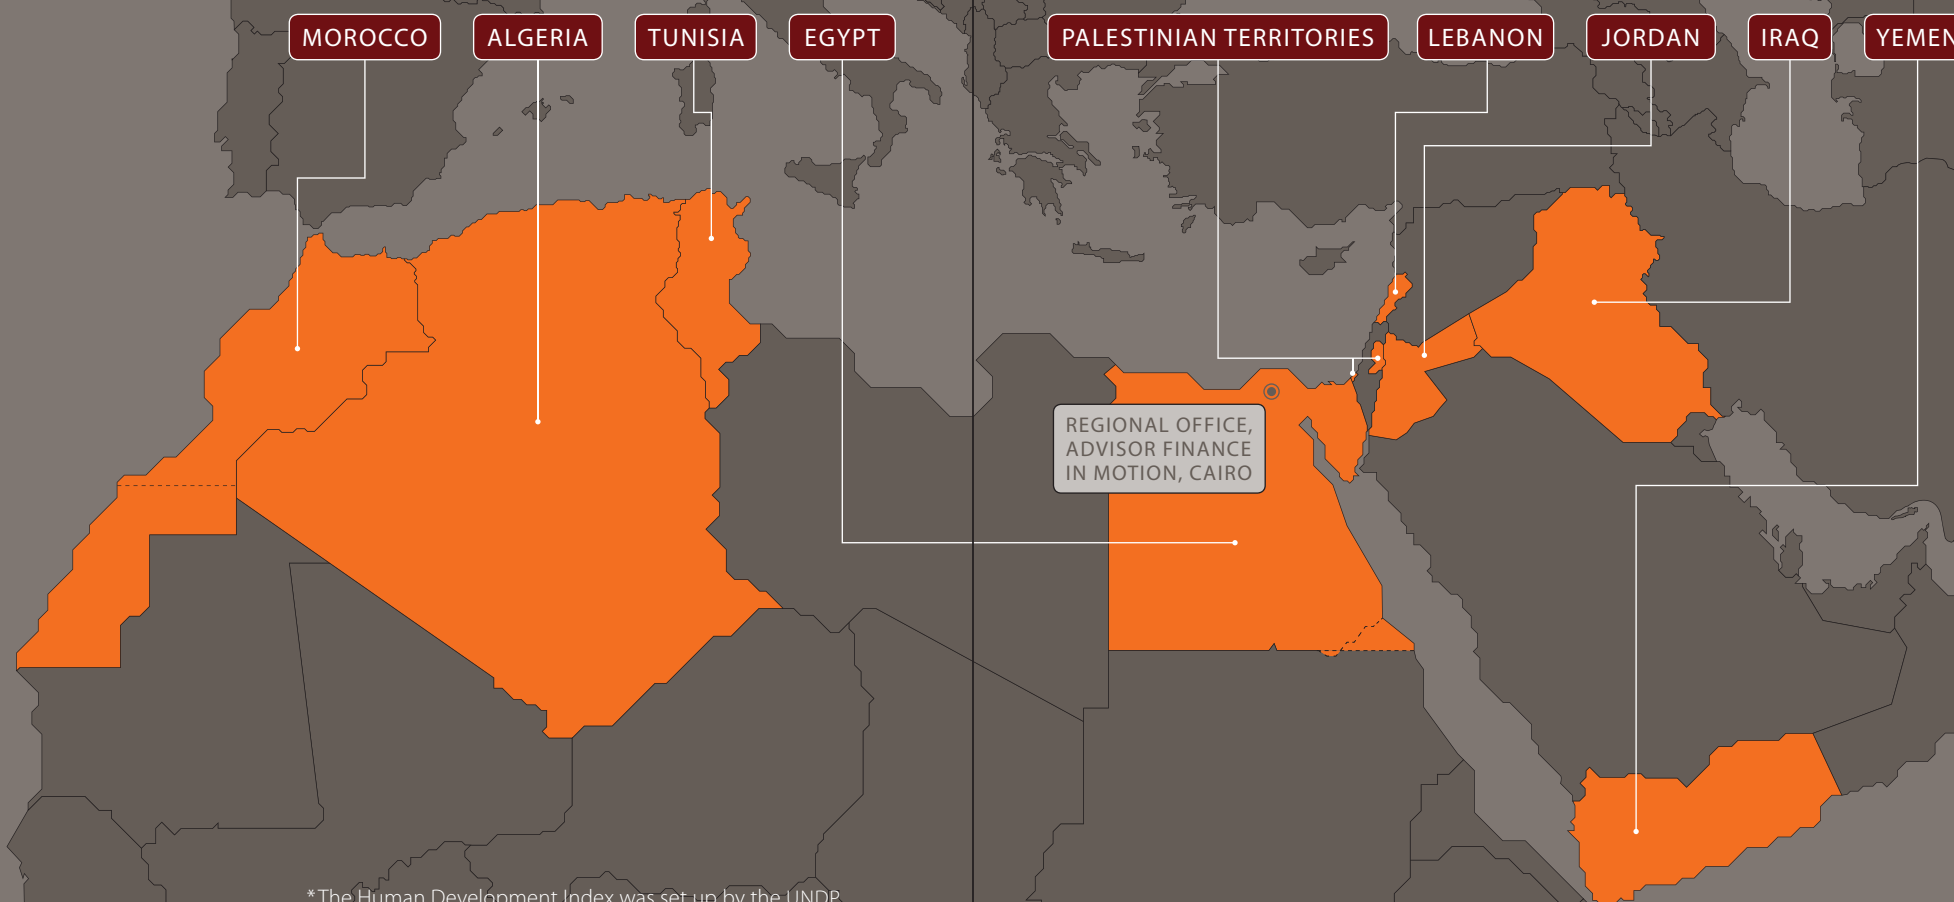 MOROCCO
ALGERIA
TUNISIA
EGYPT
PALESTINIAN TERRITORIES
LEBANON
JORDAN
IRAQ
YEMEN
REGIONAL OFFICE,
ADVISOR FINANCE
IN MOTION, CAIRO
*The Human Development Index was set up by the UNDP